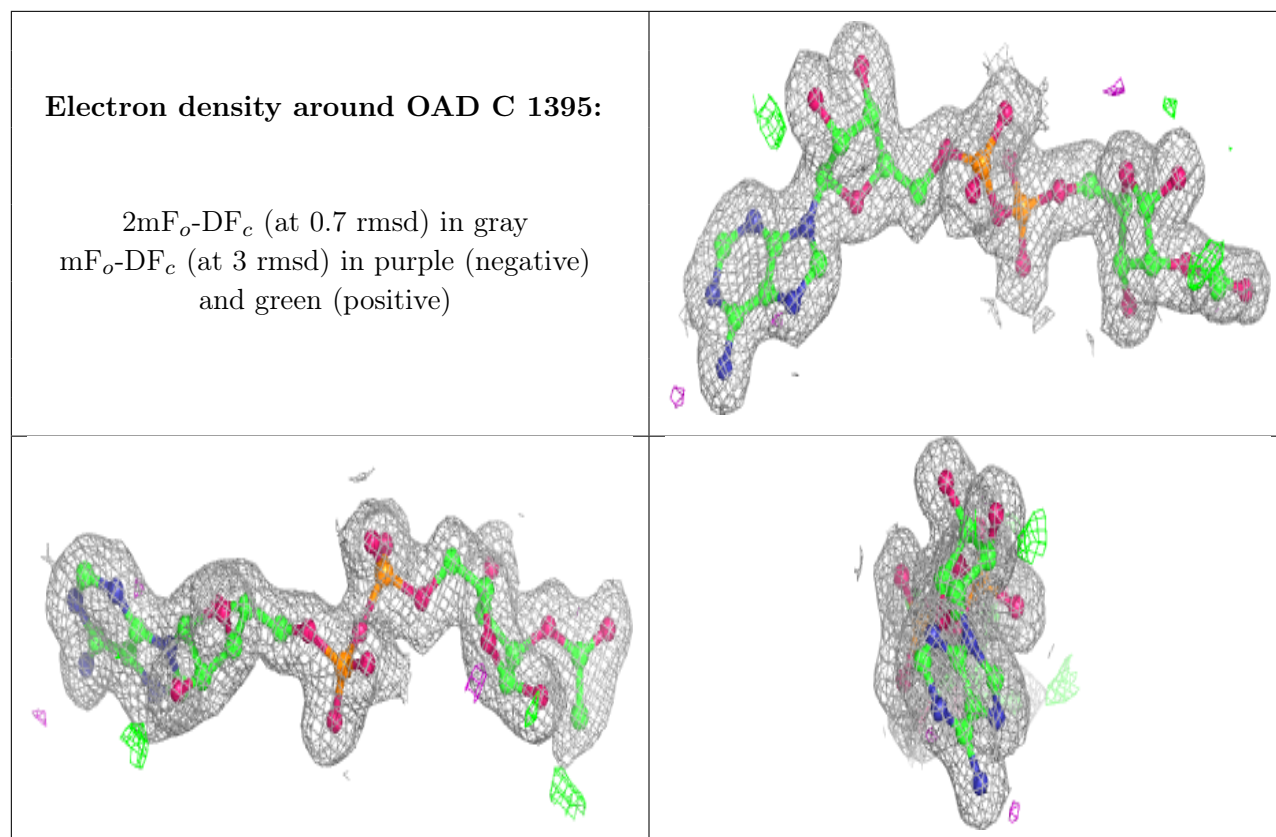 Electron density around OAD C 1395:
2mFₒ-DF𝒸 (at 0.7 rmsd) in gray
mFₒ-DF𝒸 (at 3 rmsd) in purple (negative)
and green (positive)